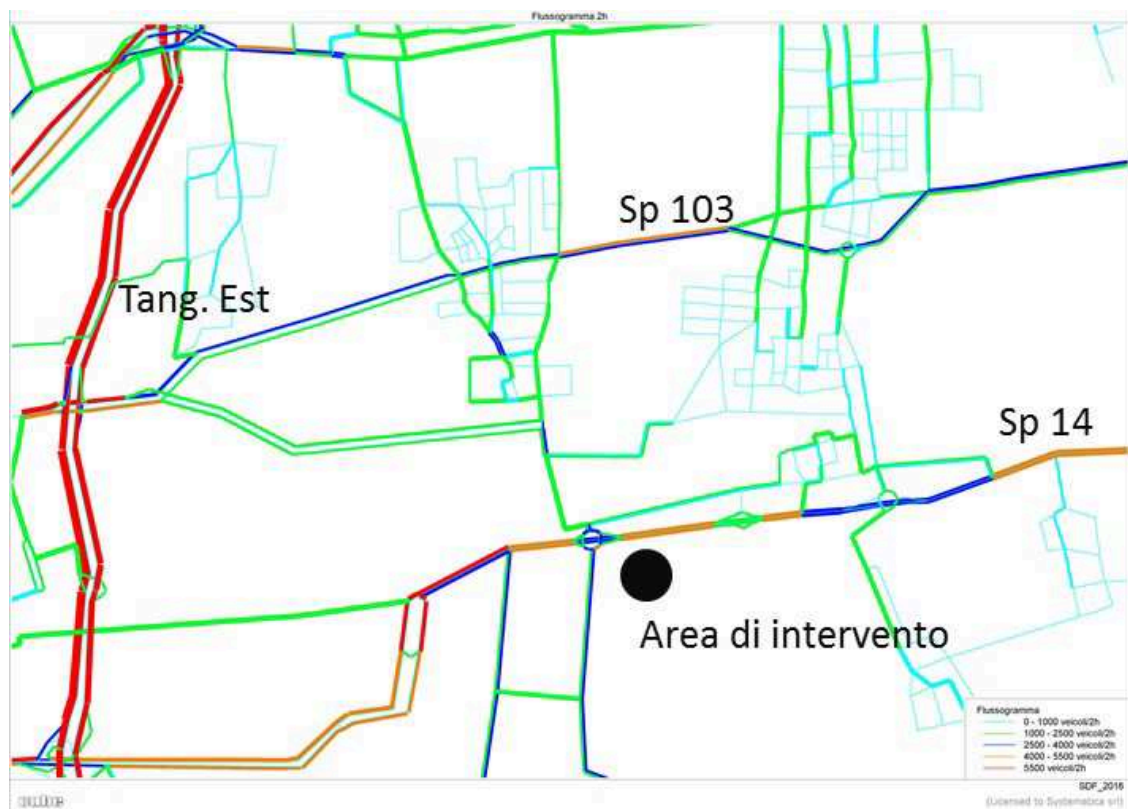 Flussogramma 2h
Sp 103
Tang. Est
Sp 14
Area di intervento
Flussogramma
0 - 1000 veicoli/2h
1000 - 2500 veicoli/2h
2500 - 4000 veicoli/2h
4000 - 5500 veicoli/2h
5500 veicoli/2h
SDF_2016
(Licensed to Systematica srl)